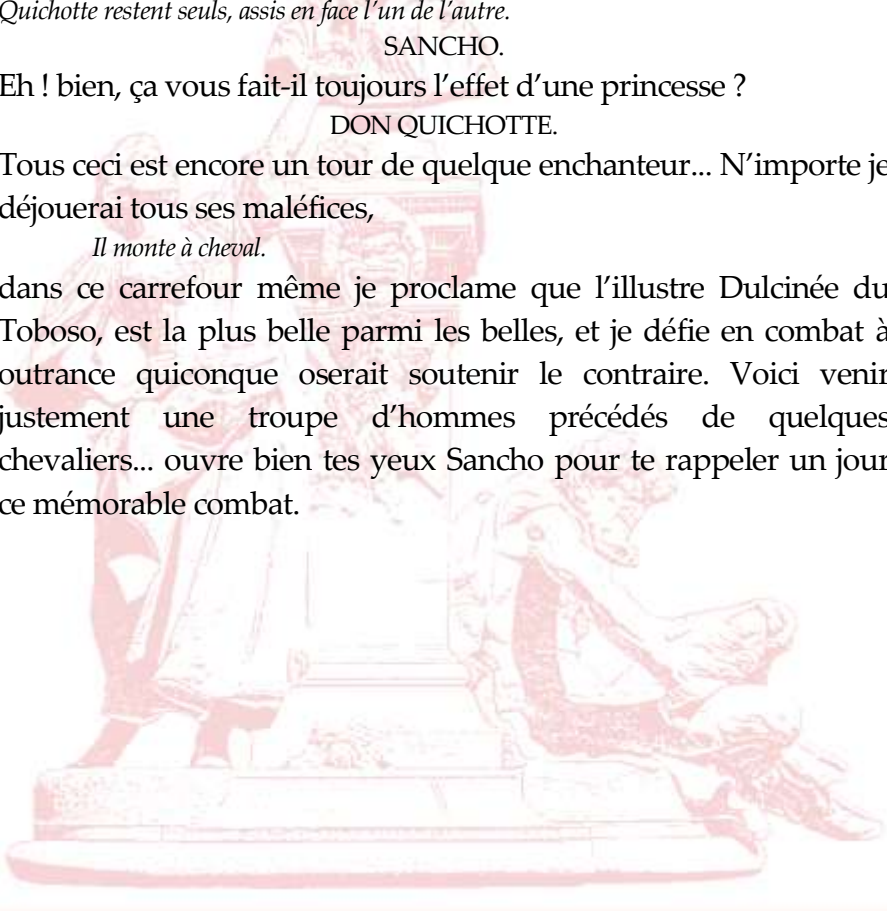 Quichotte restent seuls, assis en face l’un de l’autre.
SANCHO.
Eh ! bien, ça vous fait-il toujours l’effet d’une princesse ?
DON QUICHOTTE.
Tous ceci est encore un tour de quelque enchanteur... N’importe je
déjouerai tous ses maléfices,
Il monte à cheval.
dans ce carrefour même je proclame que l’illustre Dulcinée du
Toboso, est la plus belle parmi les belles, et je défie en combat à
outrance quiconque oserait soutenir le contraire. Voici venir
justement une troupe d’hommes précédés de quelques
chevaliers... ouvre bien tes yeux Sancho pour te rappeler un jour
ce mémorable combat.